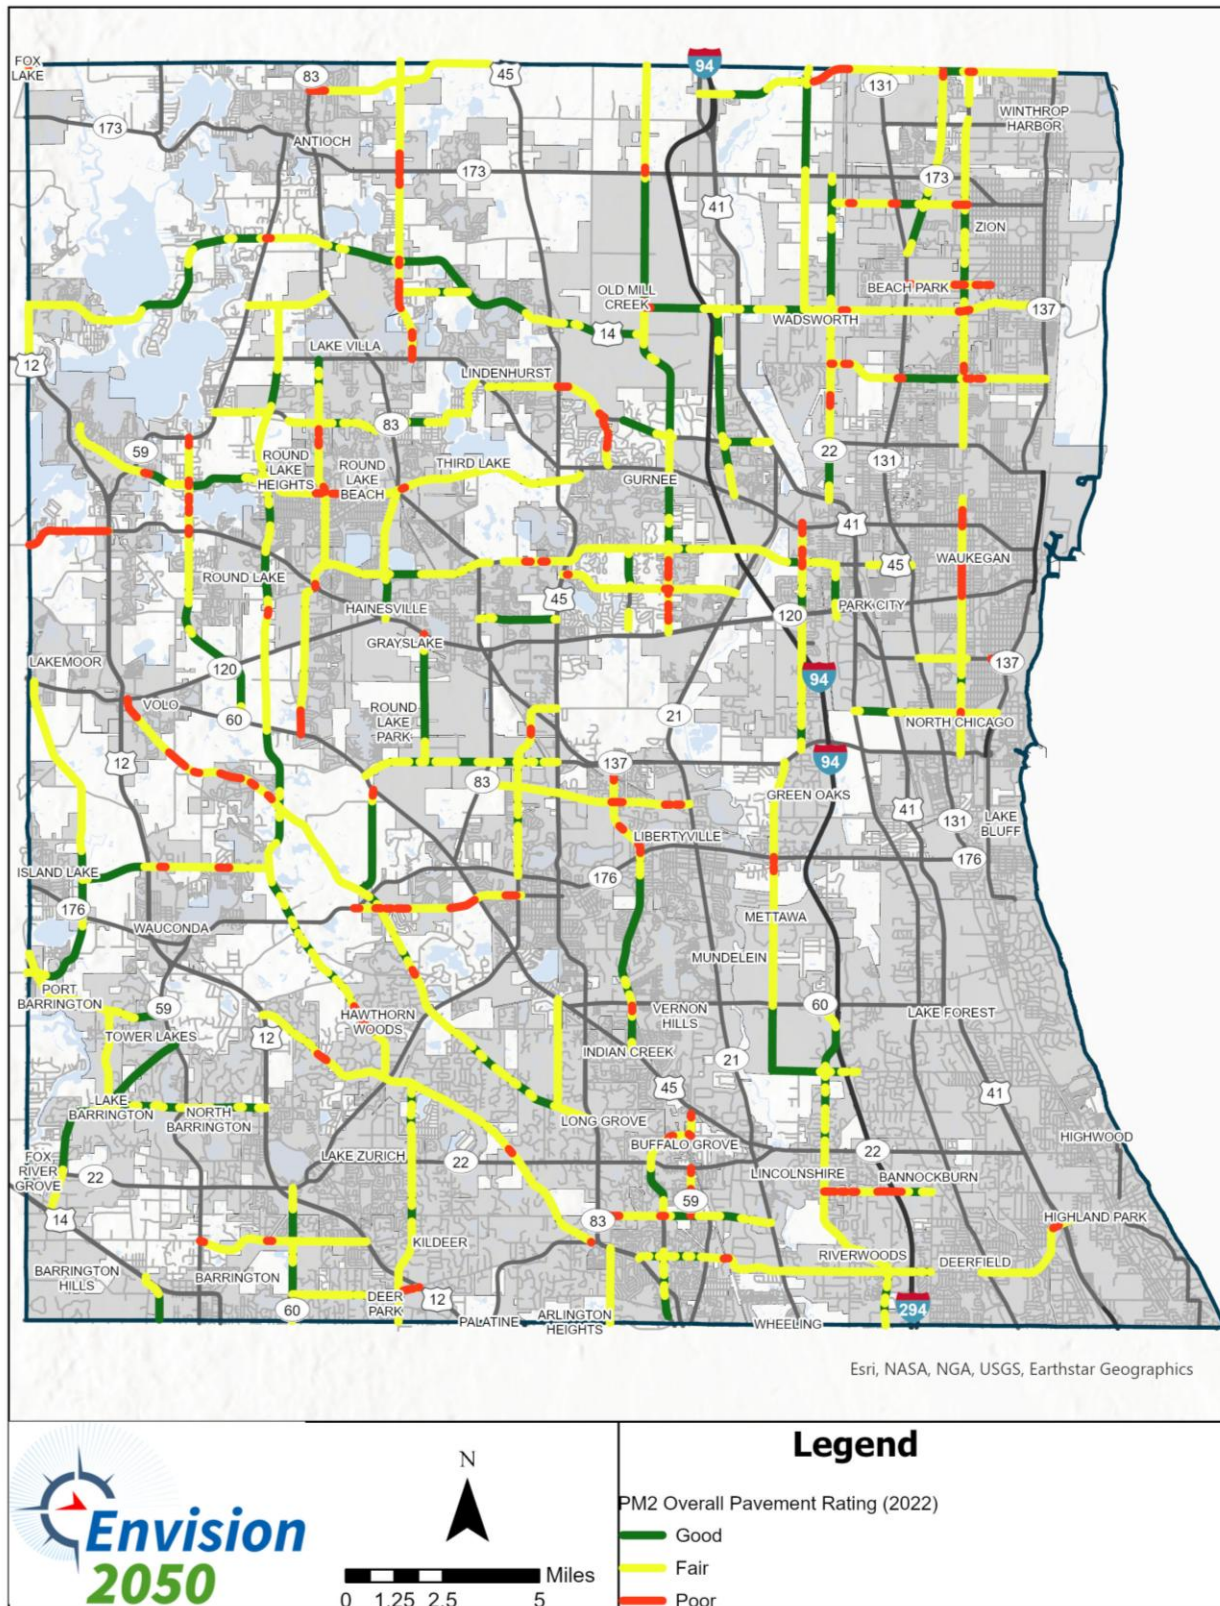 FOX
LAKE
83
45
94
131
WINTHROP
HARBOR
173
ANTIOCH
173
173
41
ZION
OLD MILL
CREEK
BEACH PARK
137
WADSWORTH
14
12
LAKE VILLA
LINDENHURST
83
59
22
131
ROUND
LAKE
HEIGHTS
ROUND
LAKE
BEACH
THIRD LAKE
GURNEE
41
45
WAUKEGAN
ROUND LAKE
HAINESVILLE
45
PARK CITY
120
GRAYSLAKE
LAKEMOOR
120
94
137
VOLO
60
ROUND
LAKE
PARK
21
NORTH CHICAGO
12
137
94
83
GREEN OAKS
41
131
LAKE
BLUFF
LIBERTYVILLE
176
ISLAND LAKE
176
176
METTAWA
WAUCONDA
MUNDELEIN
PORT
BARRINGTON
59
HAWTHORN
WOODS
VERNON
HILLS
60
LAKE FOREST
TOWER LAKES
12
INDIAN CREEK
21
45
41
LAKE
BARRINGTON
NORTH
BARRINGTON
LONG GROVE
HIGHWOOD
BUFFALO GROVE
FOX
RIVER
GROVE
22
LAKE ZURICH
22
22
LINCOLNSHIRE
BANNOCKBURN
59
14
83
HIGHLAND PARK
KILDEER
RIVERWOODS
DEERFIELD
BARRINGTON
HILLS
BARRINGTON
60
DEER
PARK
12
PALATINE
ARLINGTON
HEIGHTS
WHEELING
294
Esri, NASA, NGA, USGS, Earthstar Geographics
Legend
N
PM2 Overall Pavement Rating (2022)
Envision
2050
Good
Fair
Poor
Miles
0 1.25 2.5 5